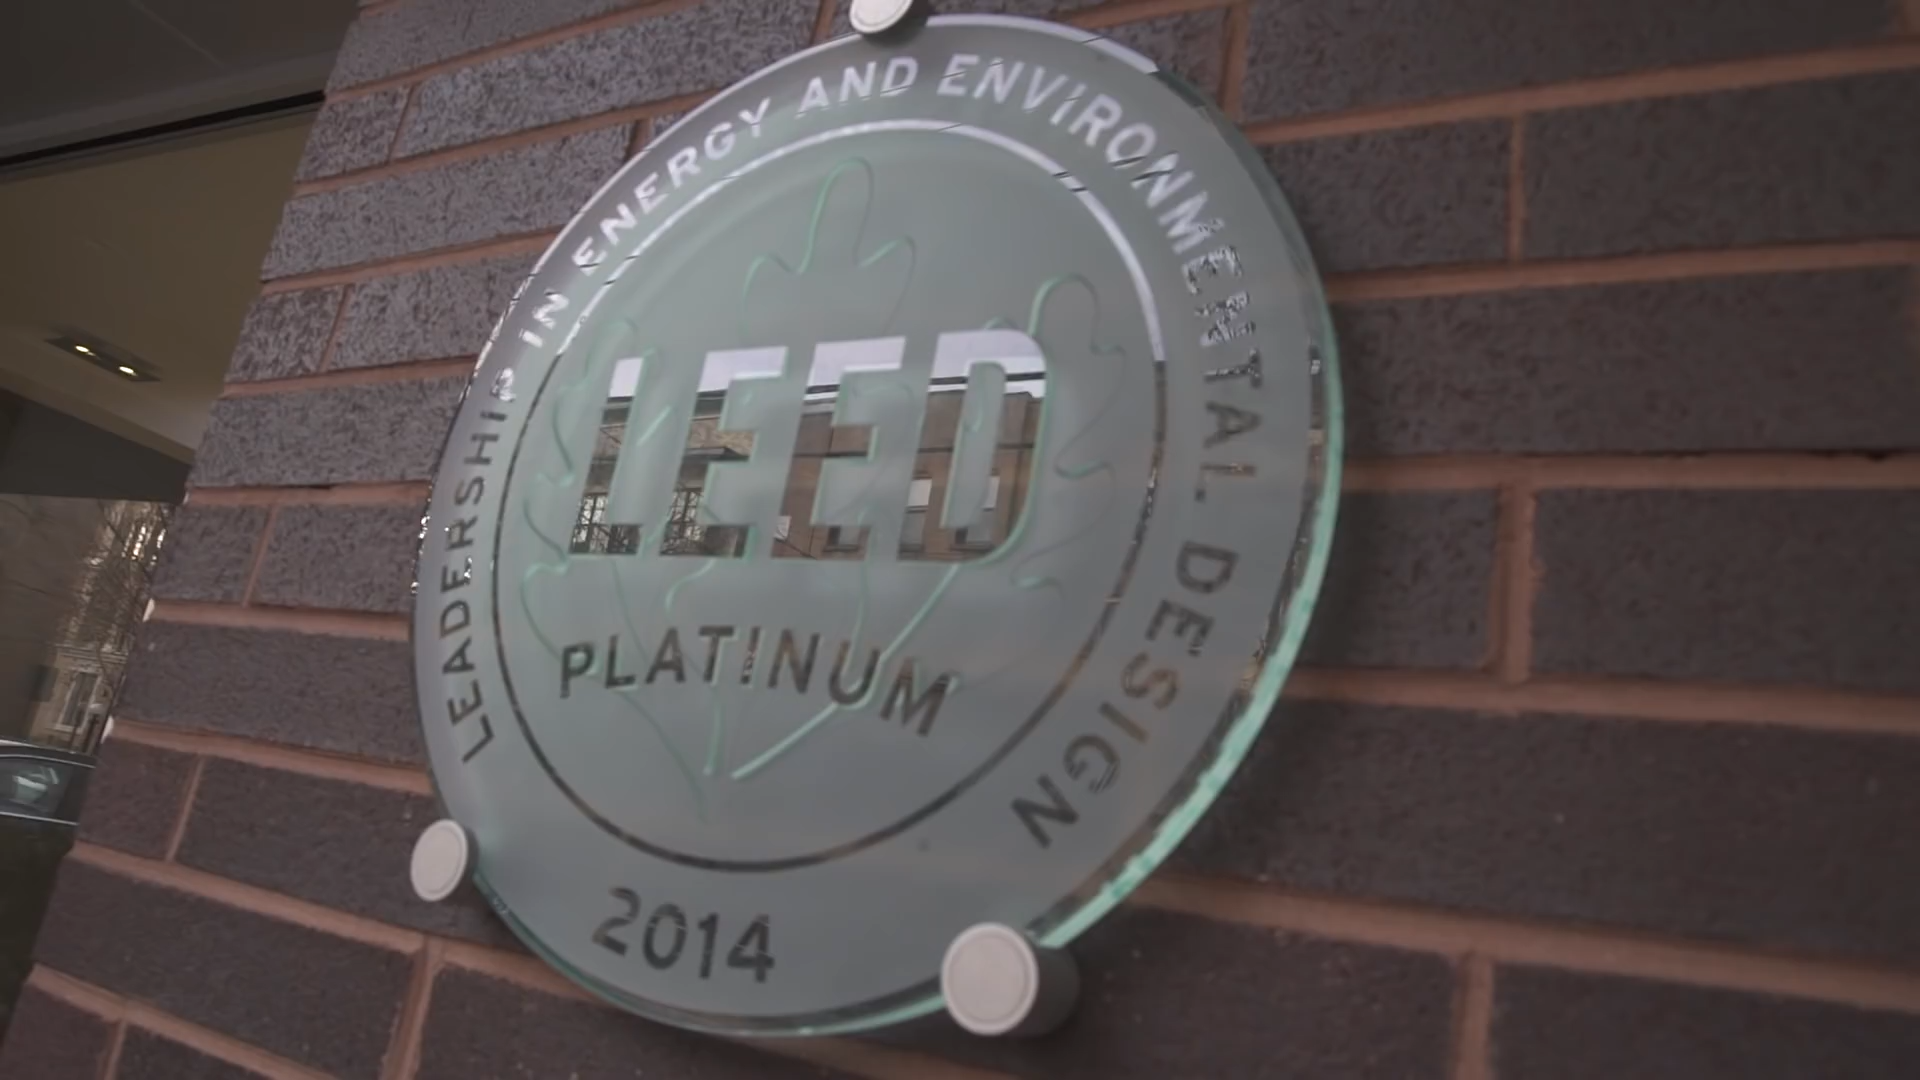 LEADERSHIP IN ENERGY AND ENVIRONMENTAL DESIGN
LEED
PLATINUM
2014